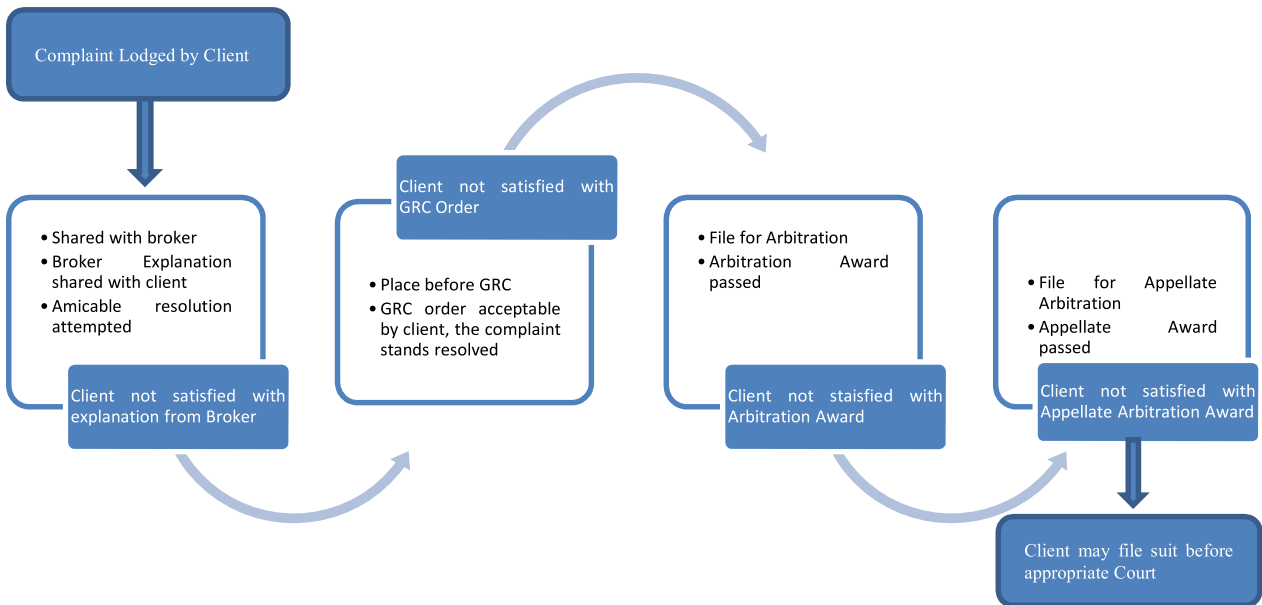 Complaint Lodged by Client
• Shared with broker
• Broker Explanation
shared with client
• Amicable resolution
attempted
Client not satisfied with
explanation from Broker
Client not satisfied with
GRC Order
• Place before GRC
• GRC order acceptable
by client, the complaint
stands resolved
• File for Arbitration
• Arbitration Award
passed
Client not staisfied with
Arbitration Award
• File for Appellate
Arbitration
• Appellate Award
passed
Client not satisfied with
Appellate Arbitration Award
Client may file suit before
appropriate Court